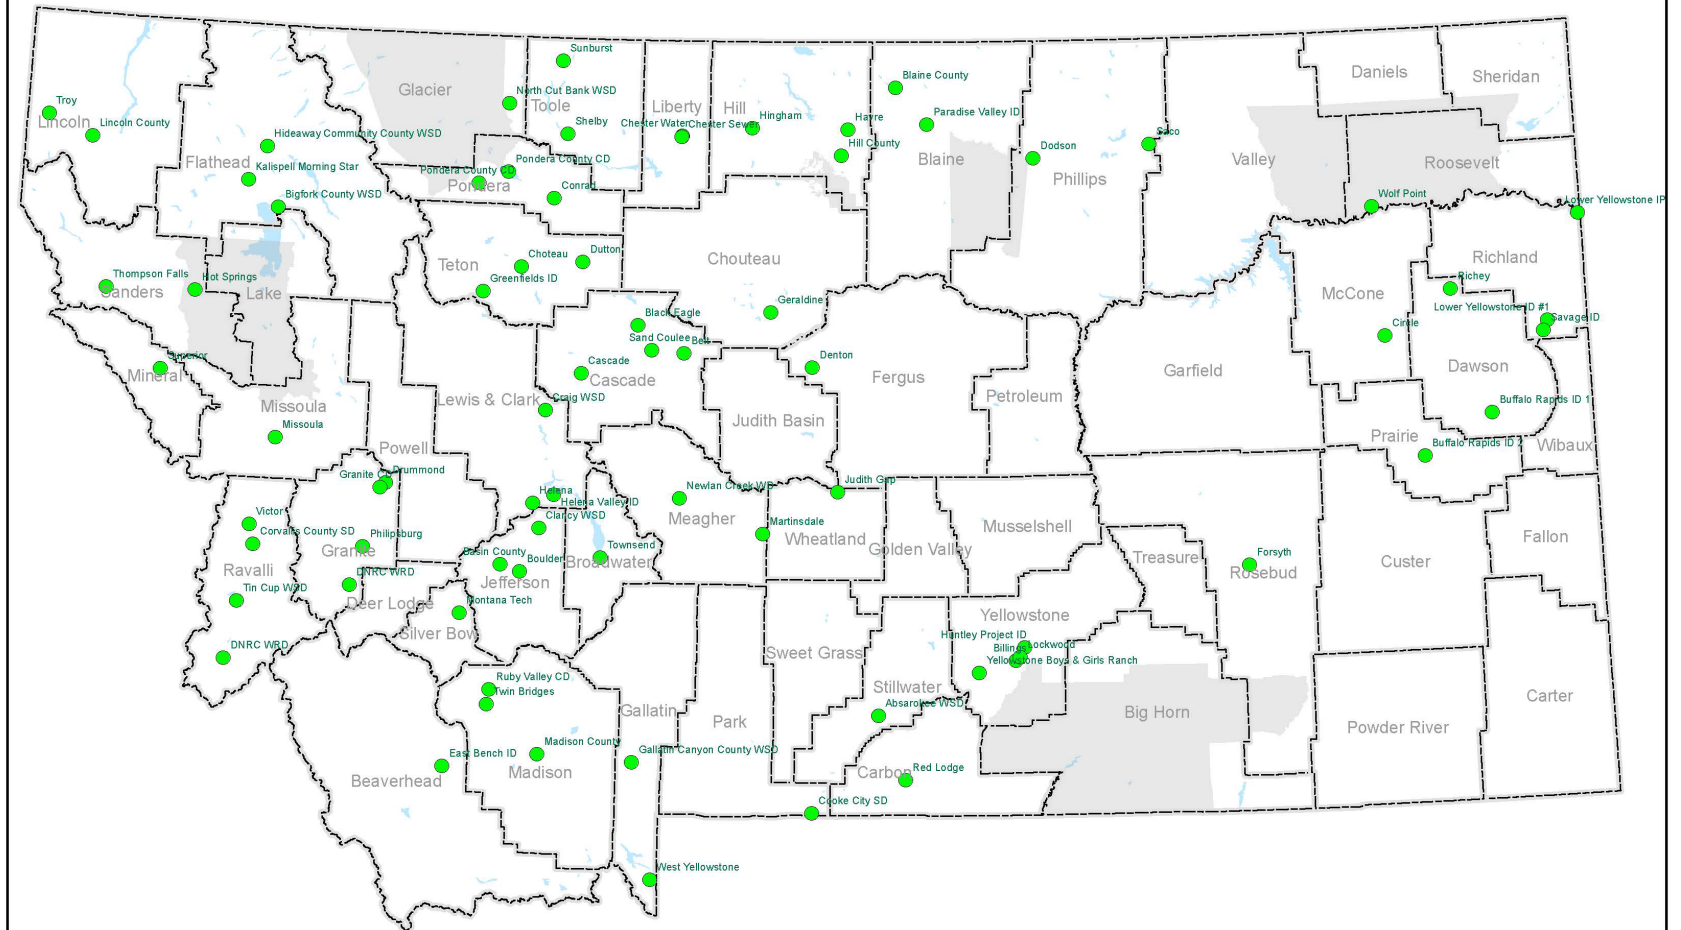 Sunburst
Daniels
Sheridan
Blaine County
Glacier
North Cut Bank WSD
Troy
Toole
Liberty
Hill
Lincoln
Lincoln County
Chester Water
Chester Sewer
Hingham
Havre
Paradise Valley ID
Hideaway Community County WSD
Shelby
Saco
Hill County
Dodson
Flathead
Kalispell Morning Star
Pondera County CD
Pondera County CD
Pondera
Blaine
Phillips
Valley
Roosevelt
Conrad
Bigfork County WSD
Wolf Point
Lower Yellowstone IP
Dutton
Choteau
Teton
Chouteau
Richland
Thompson Falls
Hot Springs
Sanders
Lake
Greenfields ID
Richey
McCone
Geraldine
Lower Yellowstone ID #1
Savage ID
Black Eagle
Circle
Sand Coulee
Belt
Superior
Mineral
Cascade
Cascade
Denton
Fergus
Garfield
Dawson
Petroleum
Lewis & Clark
Craig WSD
Buffalo Rapids ID 1
Missoula
Missoula
Judith Basin
Powell
Prairie
Buffalo Rapids ID 2
Wibaux
Granite CD
Drummond
Newlan Creek WD
Judith Gap
Helena
Helena Valley ID
Victor
Clancy WSD
Meagher
Martinsdale
Musselshell
Corvallis County SD
Philipsburg
Wheatland
Fallon
Granite
Basin County
Boulder
Townsend
Golden Valley
Treasure
Forsyth
Custer
Ravalli
DNRC WRD
Jefferson
Broadwater
Rosebud
Tin Cup WSD
Deer Lodge
Montana Tech
Yellowstone
Silver Bow
Huntley Project ID
DNRC WRD
Billings
Lockwood
Sweet Grass
Yellowstone Boys & Girls Ranch
Ruby Valley CD
Twin Bridges
Stillwater
Absarokee WSD
Carter
Gallatin
Park
Big Horn
Powder River
Madison County
East Bench ID
Gallatin Canyon County WSD
Madison
Beaverhead
Carbon
Red Lodge
Cooke City SD
West Yellowstone